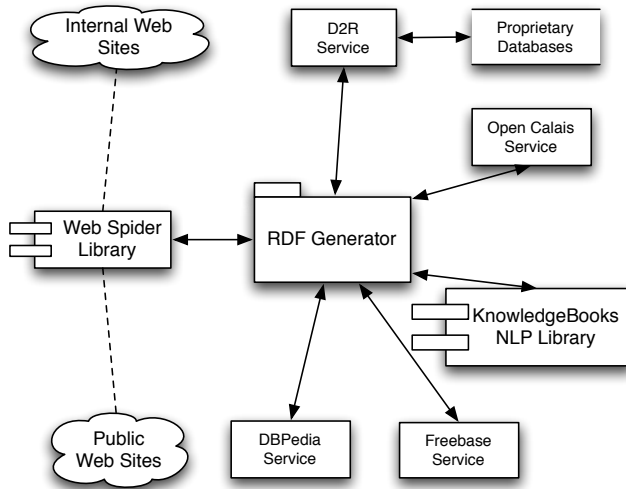 Internal Web
Sites
D2R
Service
Proprietary
Databases
Open Calais
Service
Web Spider
Library
RDF Generator
KnowledgeBooks
NLP Library
Public
Web Sites
DBPedia
Service
Freebase
Service